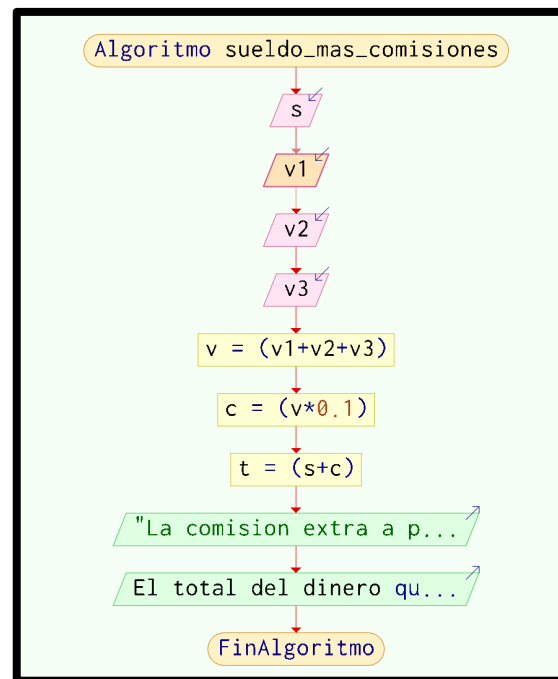 Algoritmo sueldo_mas_comisiones
s
v1
v2
v3
v = (v1+v2+v3)
c = (v*0.1)
t = (s+c)
"La comision extra a p...
El total del dinero qu...
FinAlgoritmo